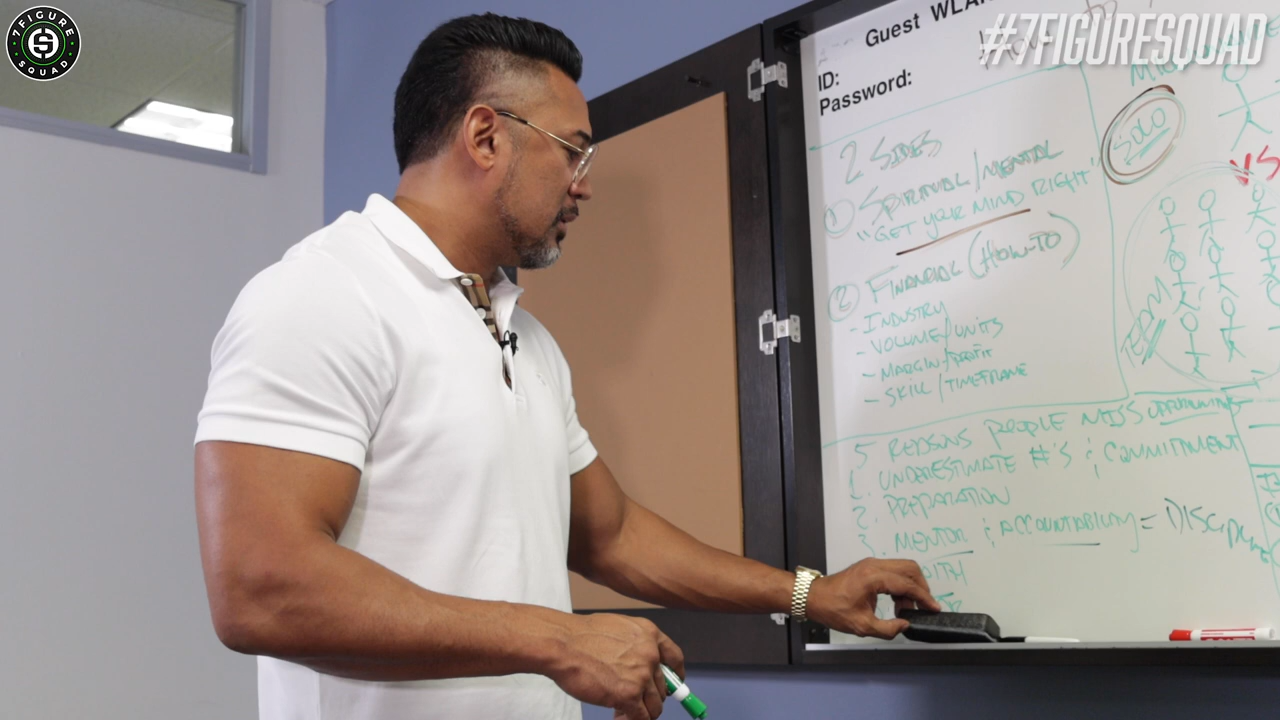 7 FIGURE SQUAD
#7FIGURESQUAD
Guest WLAN
ID:
Password:
2 SIDES
① SPIRITUAL/MENTAL
"GET YOUR MIND RIGHT"
② FINANCIAL (HOW-TO)
- INDUSTRY
- VOLUME/UNITS
- MARGIN/PROFIT
- SKILL/TIMEFRAME
SOLO
VS
5 REASONS PEOPLE MISS OPPORTUNITY
1. UNDERESTIMATE #'S & COMMITMENT
2. PREPARATION
3. MENTOR & ACCOUNTABILITY = DISCIPLINE